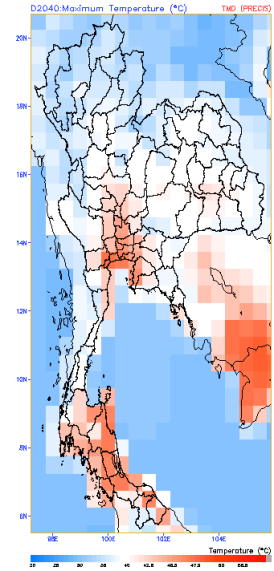 D2040:Maximum Temperature (°C) TMD (PRECIS)
20N
18N
16N
14N
12N
10N
8N
6N
98E 100E 102E 104E
Temperature (°C)